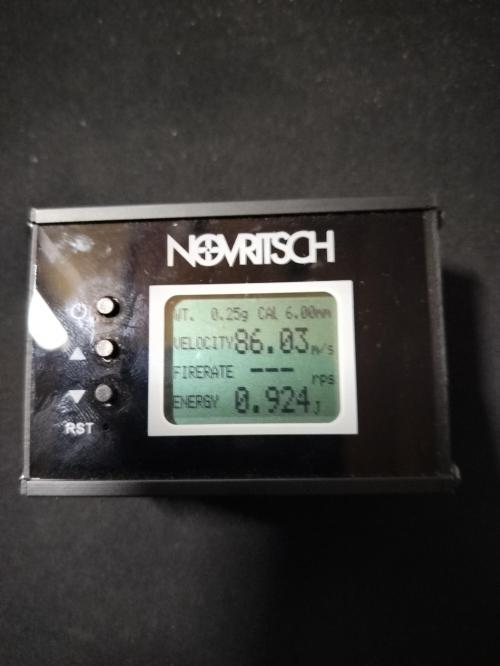 NOVRITSCH
WT. 0.25g CAL 6.00mm
VELOCITY 86.03 m/s
FIRERATE --- rps
ENERGY 0.924 J
RST